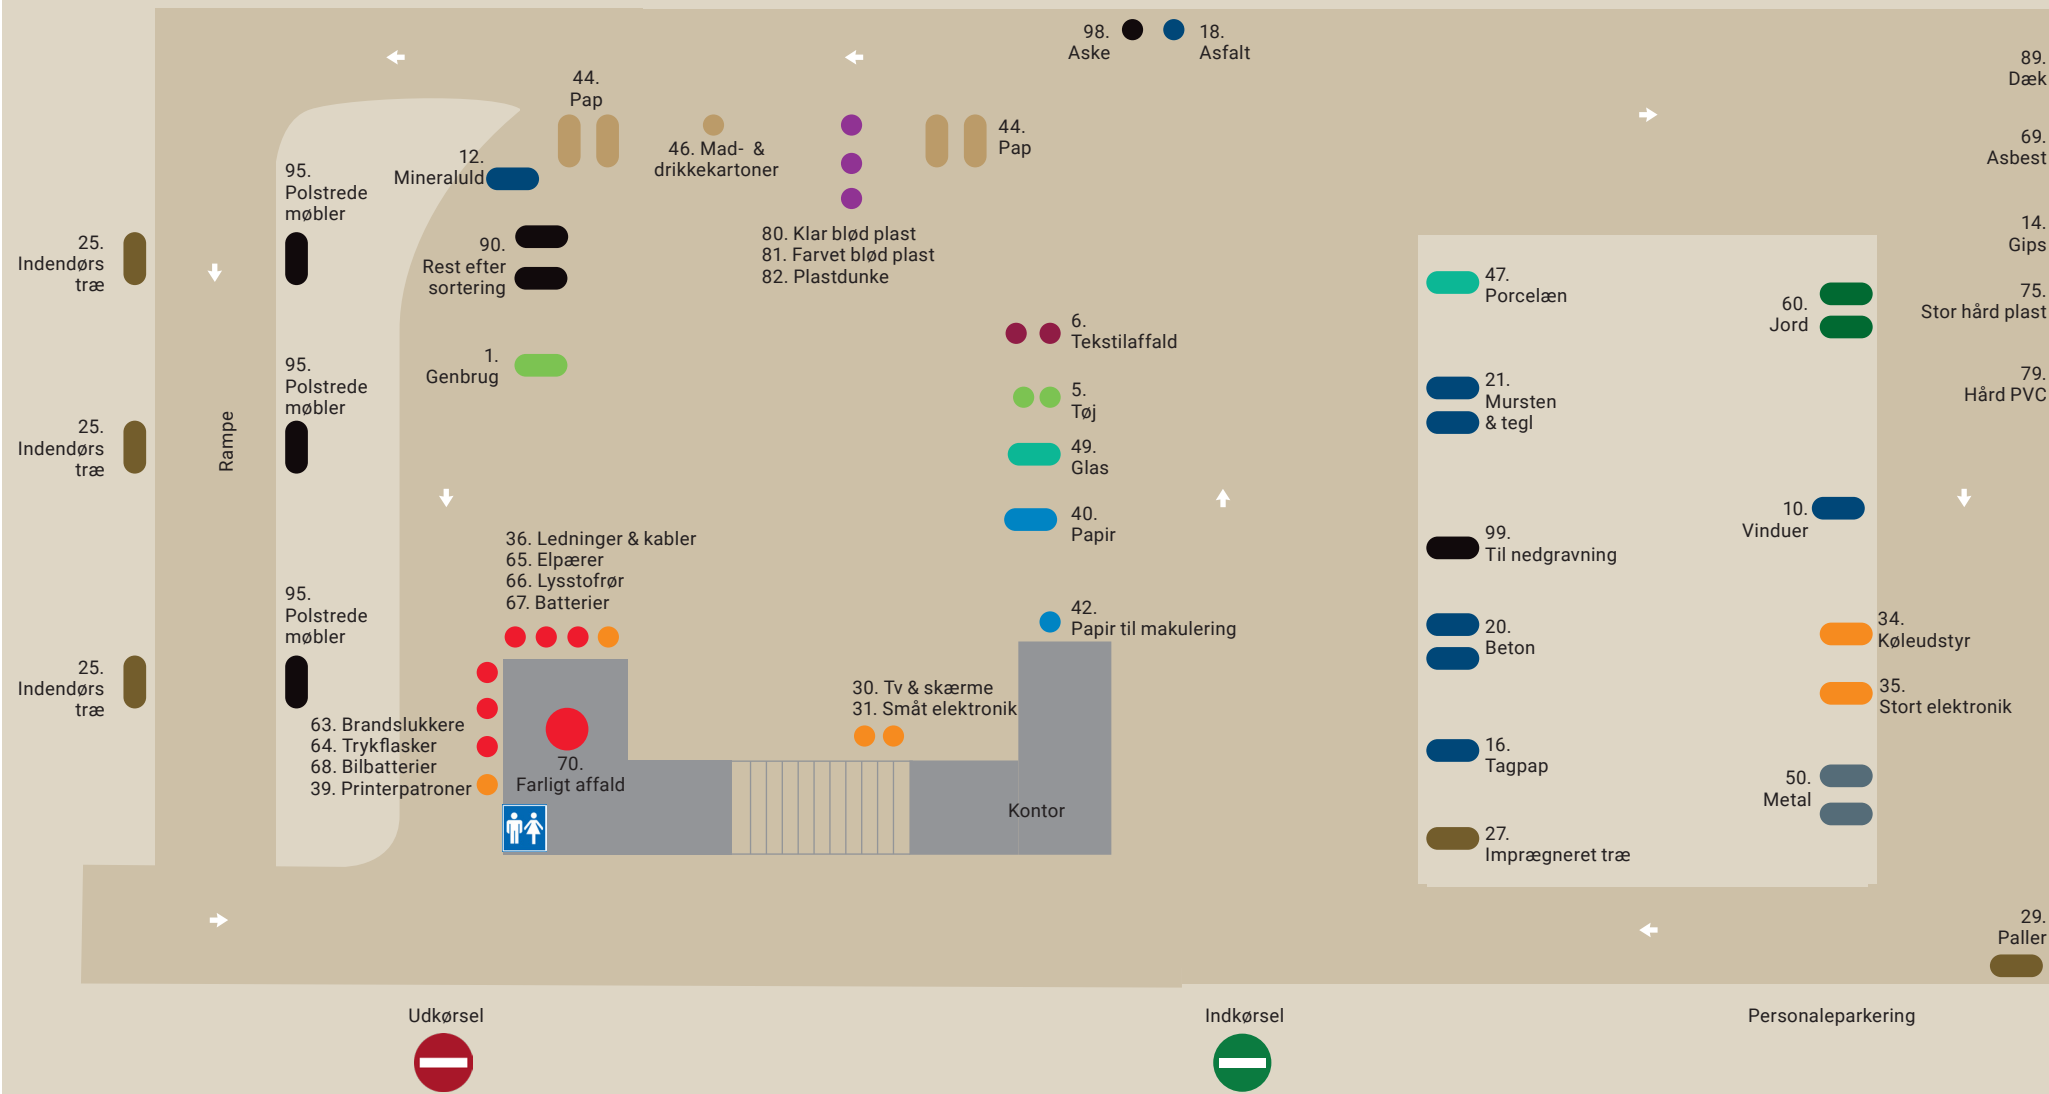 98.
Aske
18.
Asfalt
89.
Dæk
44.
Pap
46. Mad- &
drikkekartoner
44.
Pap
69.
Asbest
12.
Mineraluld
95.
Polstrede
møbler
25.
Indendørs
træ
90.
Rest efter
sortering
80. Klar blød plast
81. Farvet blød plast
82. Plastdunke
14.
Gips
47.
Porcelæn
60.
Jord
75.
Stor hård plast
6.
Tekstilaffald
1.
Genbrug
95.
Polstrede
møbler
5.
Tøj
21.
Mursten
& tegl
79.
Hård PVC
25.
Indendørs
træ
Rampe
49.
Glas
40.
Papir
10.
Vinduer
99.
Til nedgravning
36. Ledninger & kabler
65. Elpærer
66. Lysstofrør
67. Batterier
95.
Polstrede
møbler
42.
Papir til makulering
20.
Beton
34.
Køleudstyr
25.
Indendørs
træ
30. Tv & skærme
31. Småt elektronik
35.
Stort elektronik
63. Brandslukkere
64. Trykflasker
68. Bilbatterier
39. Printerpatroner
70.
Farligt affald
16.
Tagpap
50.
Metal
Kontor
27.
Imprægneret træ
29.
Paller
Udkørsel
Indkørsel
Personaleparkering